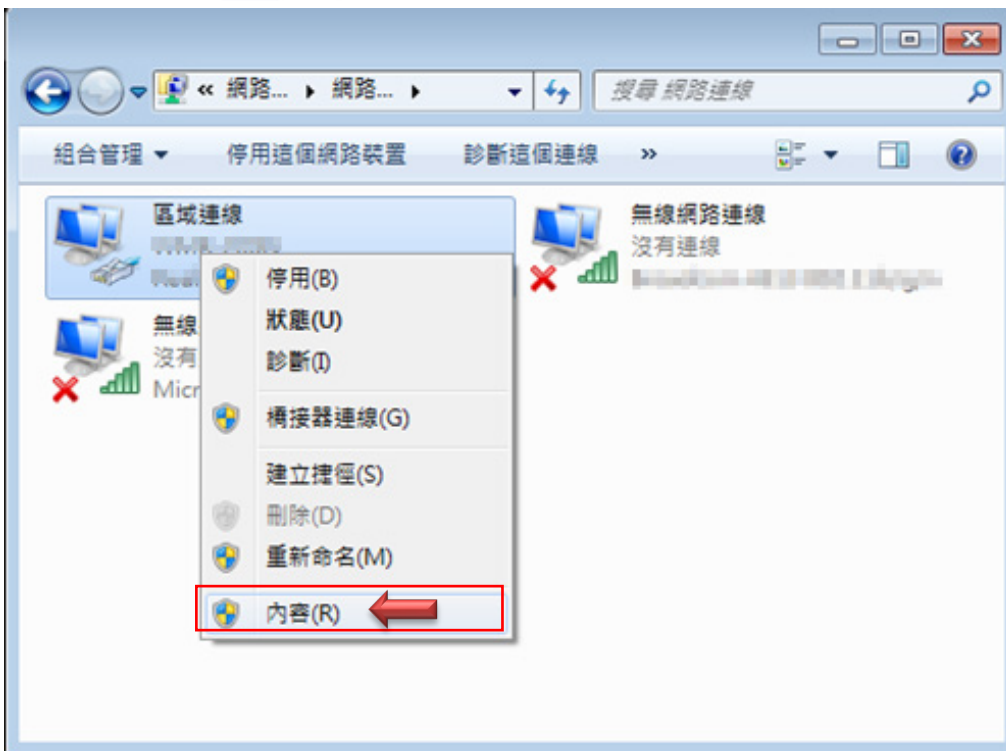 « 網路... ▸ 網路... ▸
搜尋 網路連線
組合管理 停用這個網路裝置 診斷這個連線 »
區域連線
無線網路連線
沒有連線
停用(B)
狀態(U)
無線
診斷(I)
沒有
Micr
橋接器連線(G)
建立捷徑(S)
刪除(D)
重新命名(M)
內容(R)